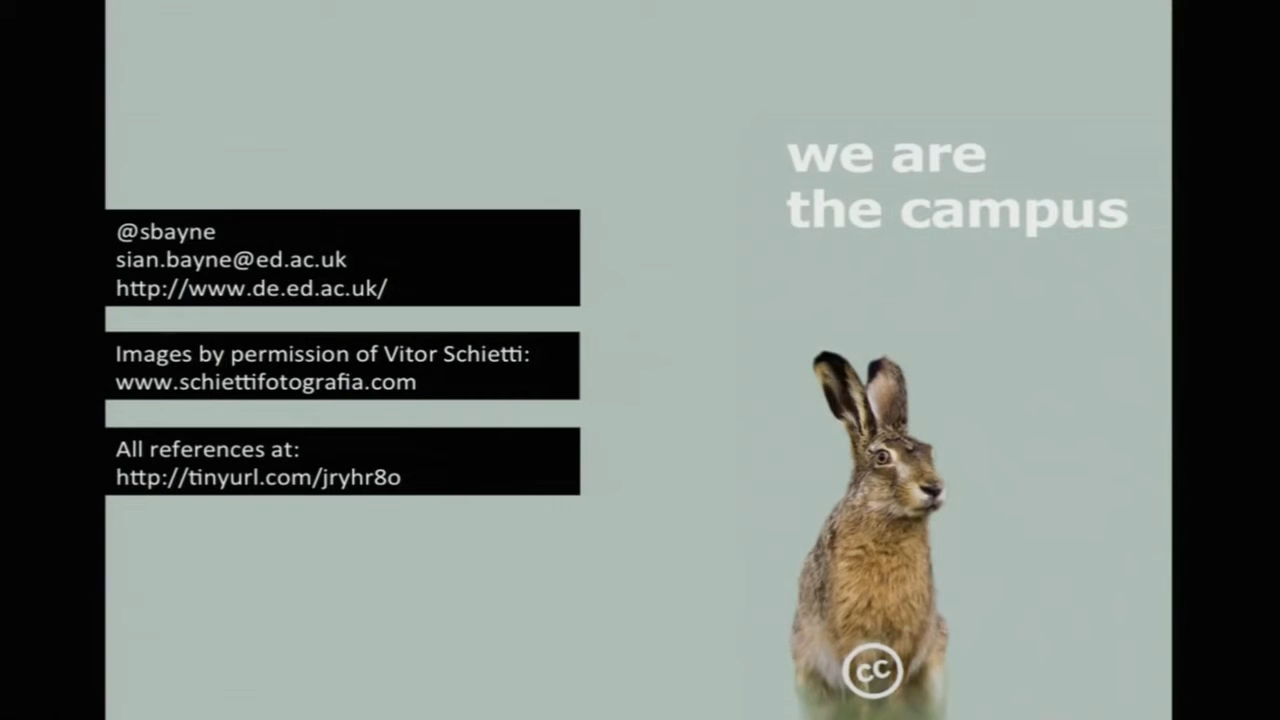 we are
the campus
@sbayne
sian.bayne@ed.ac.uk
http://www.de.ed.ac.uk/
Images by permission of Vitor Schietti:
www.schiettifotografia.com
All references at:
http://tinyurl.com/jryhr8o
cc